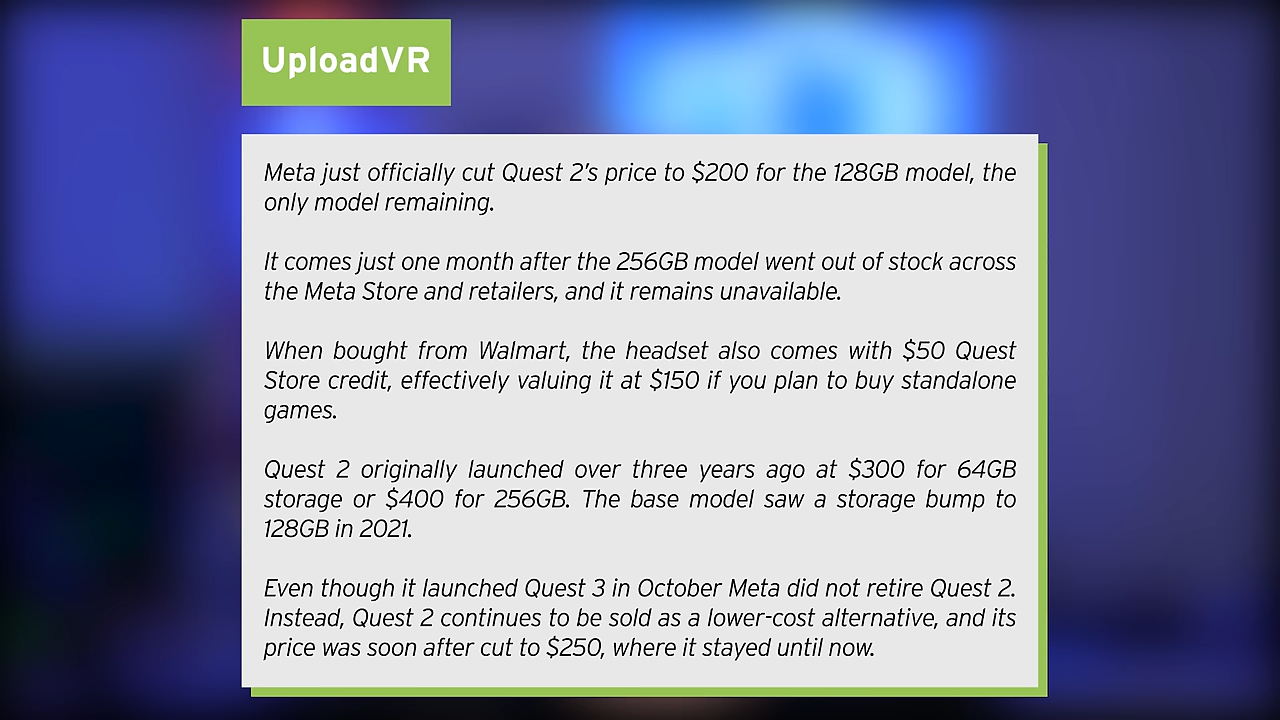 UploadVR
Meta just officially cut Quest 2's price to $200 for the 128GB model, the
only model remaining.
It comes just one month after the 256GB model went out of stock across
the Meta Store and retailers, and it remains unavailable.
When bought from Walmart, the headset also comes with $50 Quest
Store credit, effectively valuing it at $150 if you plan to buy standalone
games.
Quest 2 originally launched over three years ago at $300 for 64GB
storage or $400 for 256GB. The base model saw a storage bump to
128GB in 2021.
Even though it launched Quest 3 in October Meta did not retire Quest 2.
Instead, Quest 2 continues to be sold as a lower-cost alternative, and its
price was soon after cut to $250, where it stayed until now.